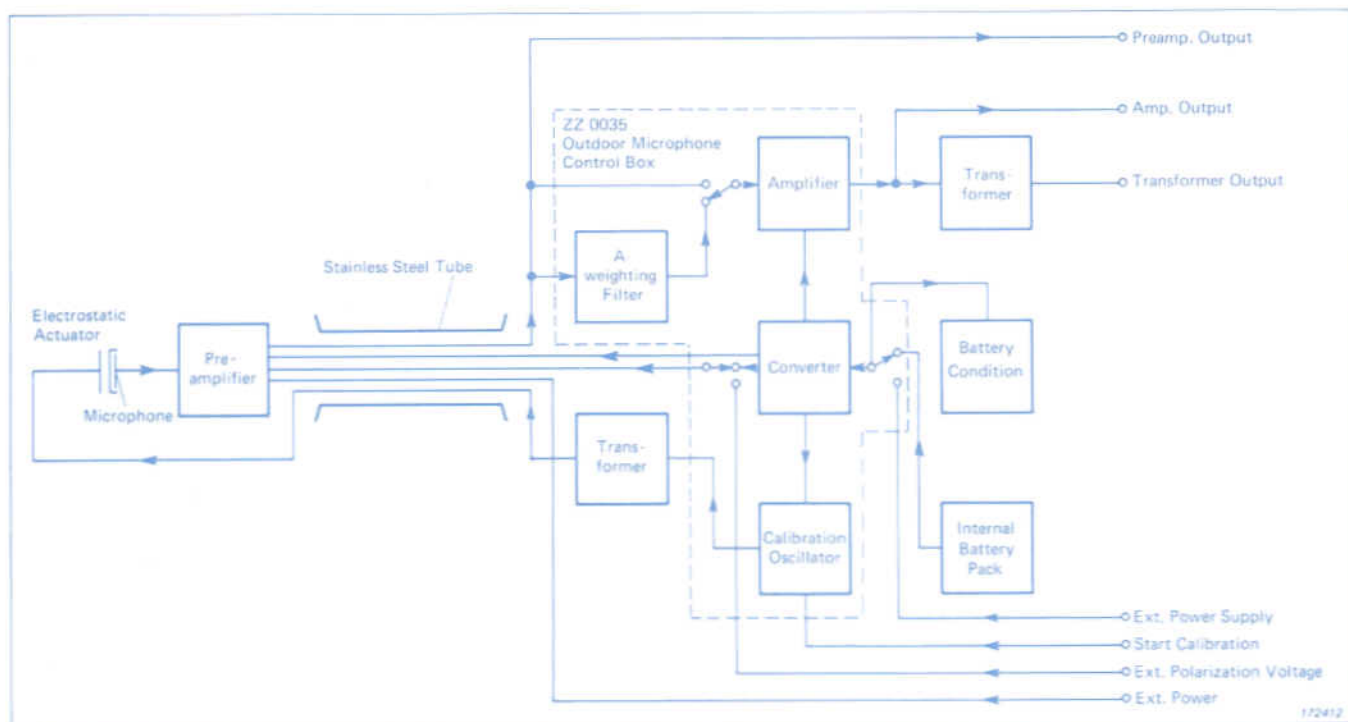 Preamp. Output
Amp. Output
ZZ 0035
Outdoor Microphone
Control Box
Amplifier
Trans-
former
Transformer Output
A-
weighting
Filter
Stainless Steel Tube
Electrostatic
Actuator
Pre-
amplifier
Microphone
Converter
Battery
Condition
Trans-
former
Calibration
Oscillator
Internal
Battery
Pack
Ext. Power Supply
Start Calibration
Ext. Polarization Voltage
Ext. Power
172412